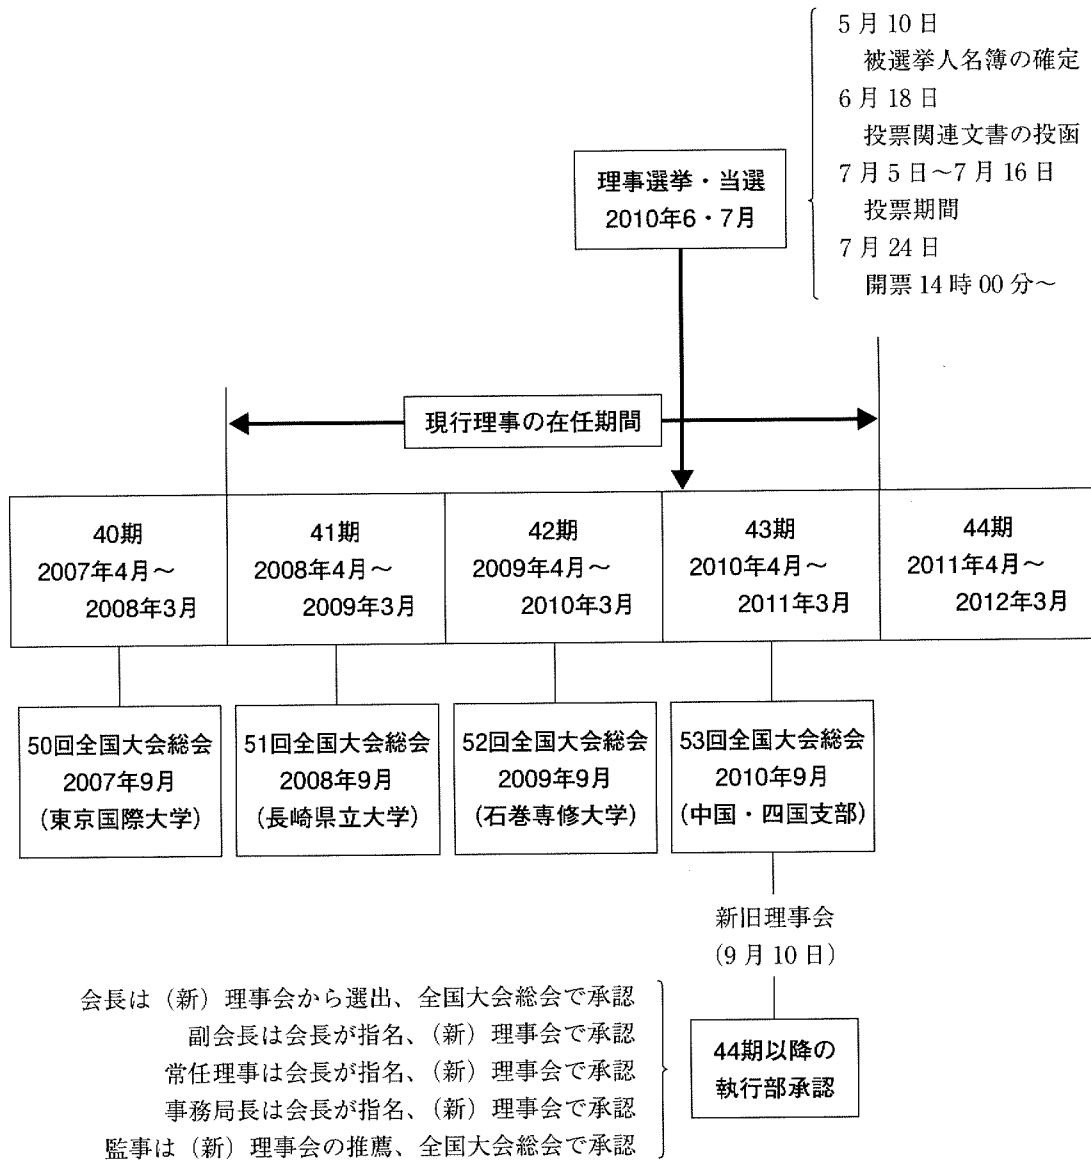 5月10日
被選挙人名簿の確定
6月18日
投票関連文書の投函
7月5日～7月16日
投票期間
7月24日
開票14時00分～
理事選挙・当選
2010年6・7月
現行理事の在任期間
40期
2007年4月～
2008年3月
41期
2008年4月～
2009年3月
42期
2009年4月～
2010年3月
43期
2010年4月～
2011年3月
44期
2011年4月～
2012年3月
50回全国大会総会
2007年9月
(東京国際大学)
51回全国大会総会
2008年9月
(長崎県立大学)
52回全国大会総会
2009年9月
(石巻専修大学)
53回全国大会総会
2010年9月
(中国・四国支部)
新旧理事会
(9月10日)
会長は（新）理事会から選出、全国大会総会で承認
副会長は会長が指名、（新）理事会で承認
常任理事は会長が指名、（新）理事会で承認
事務局長は会長が指名、（新）理事会で承認
監事は（新）理事会の推薦、全国大会総会で承認
44期以降の
執行部承認